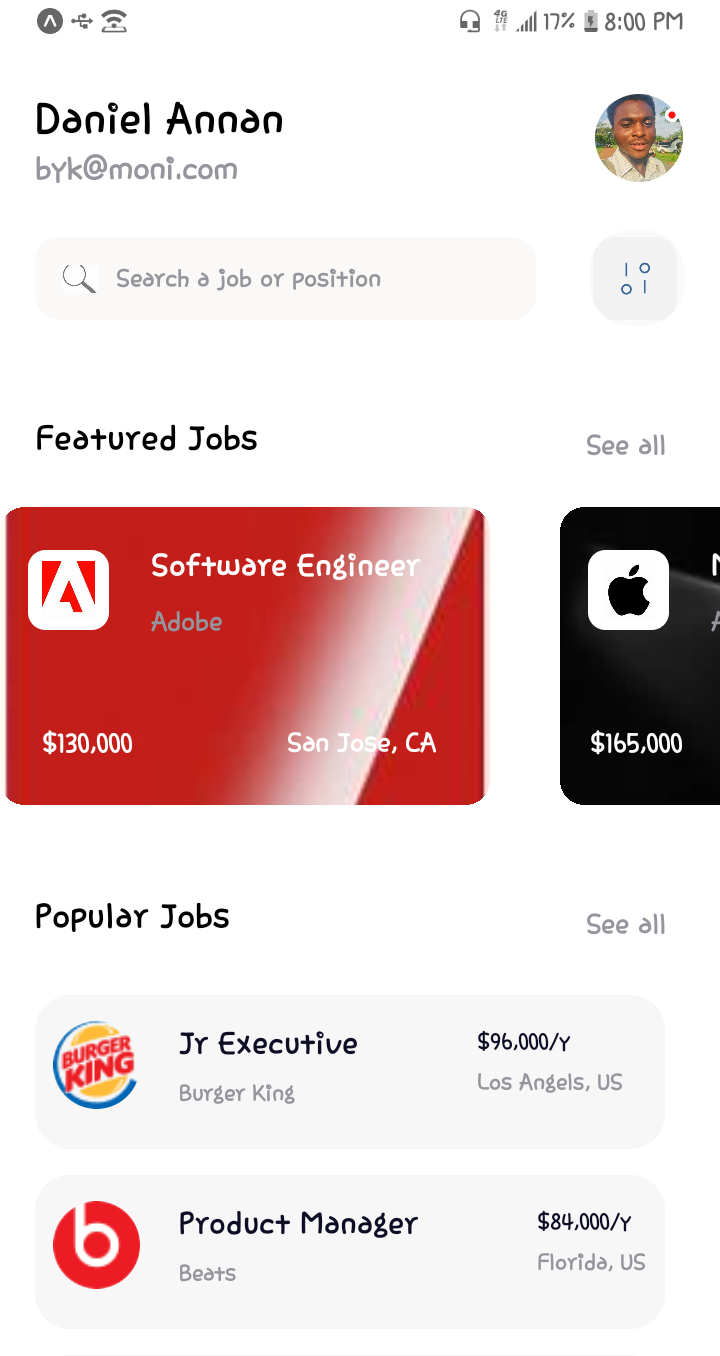 4G LTE 17% 8:00 PM
Daniel Annan
byk@moni.com
Search a job or position
Featured Jobs See all
Software Engineer
Adobe
$130,000 San Jose, CA
$165,000
Popular Jobs See all
BURGER KING
Jr Executive $96,000/Y
Burger King Los Angels, US
b
Product Manager $84,000/Y
Beats Florida, US